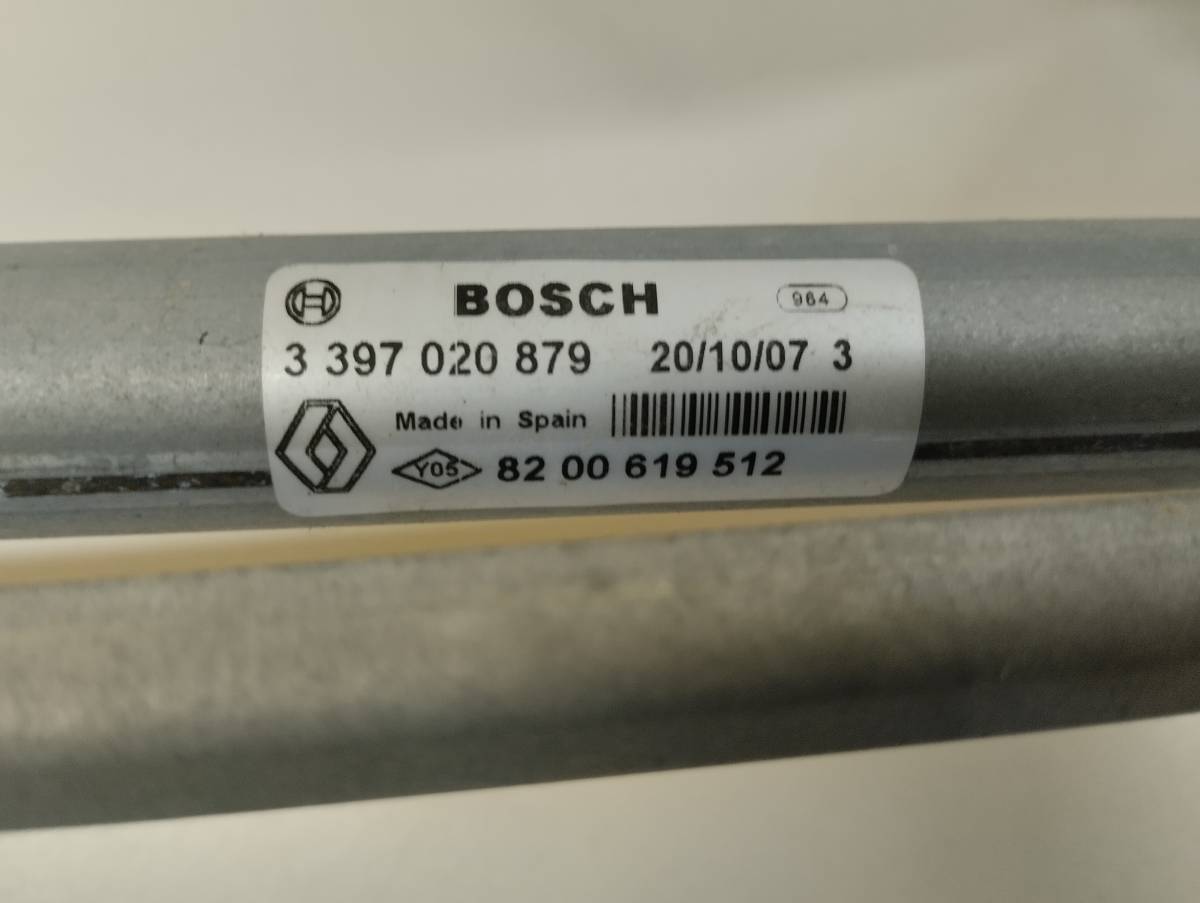 BOSCH 964
3 397 020 879 20/10/07 3
Made in Spain
Y05 82 00 619 512